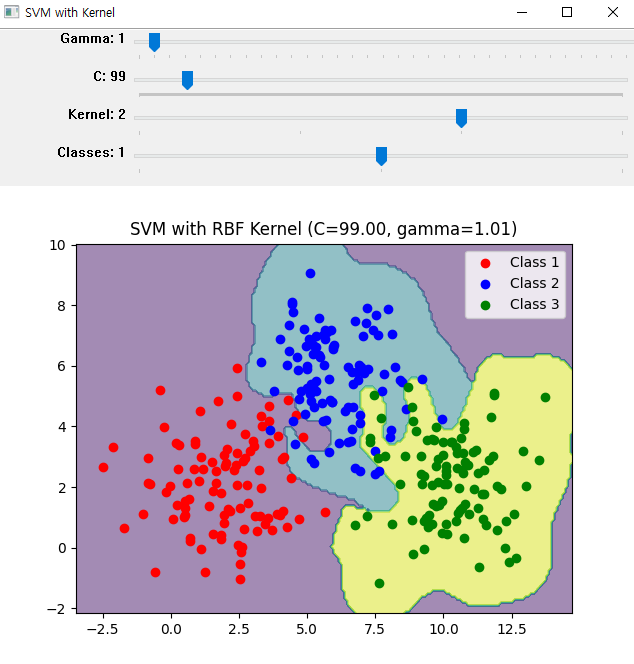 SVM with Kernel
Gamma: 1
C: 99
Kernel: 2
Classes: 1
SVM with RBF Kernel (C=99.00, gamma=1.01)
Class 1
Class 2
Class 3
10
8
6
4
2
0
−2
−2.5 0.0 2.5 5.0 7.5 10.0 12.5